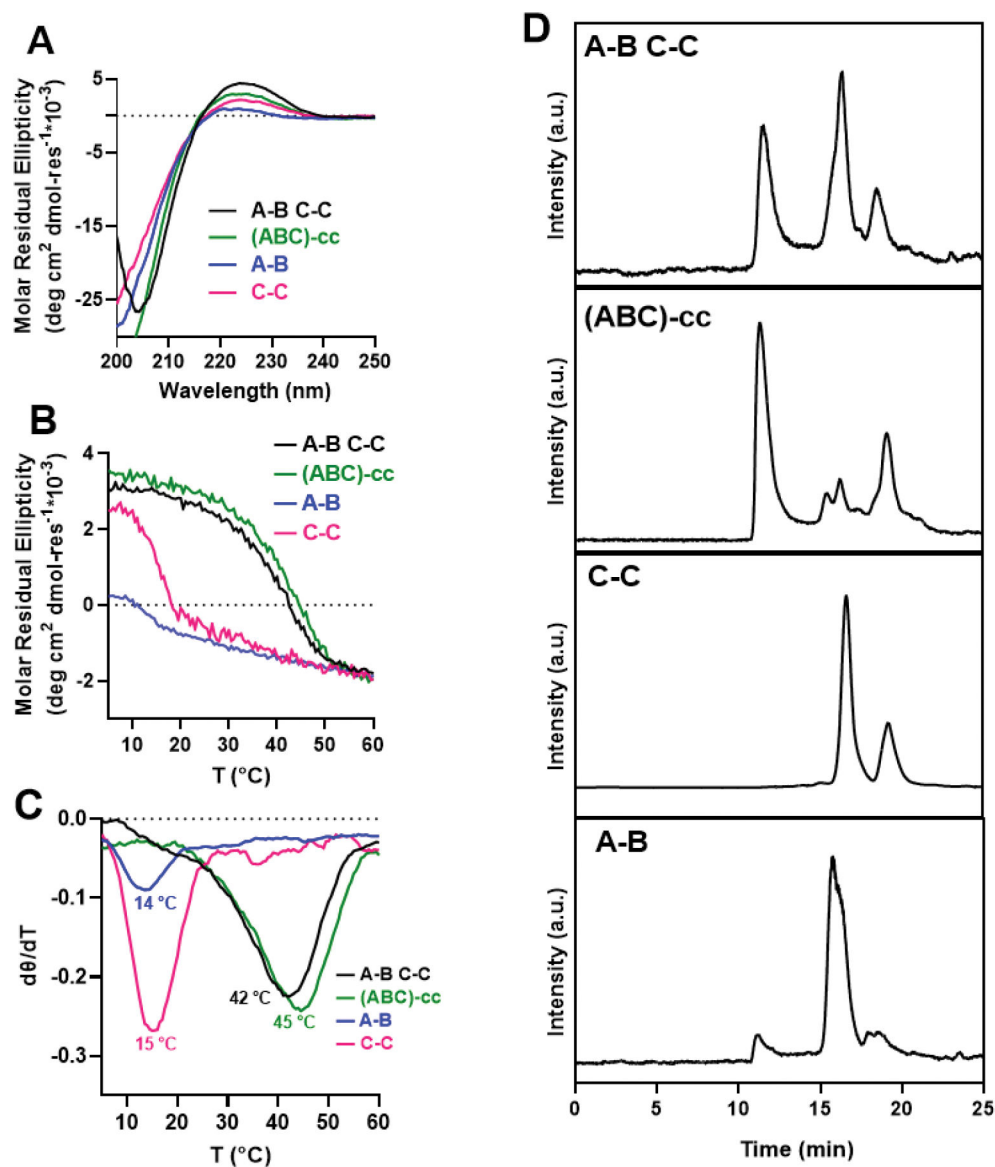 A
Molar Residual Ellipticity
(deg cm² dmol-res⁻¹*10⁻³)
5
-5
-15
-25
A-B C-C
(ABC)-cc
A-B
C-C
200 210 220 230 240 250
Wavelength (nm)
B
Molar Residual Ellipticity
(deg cm² dmol-res⁻¹*10⁻³)
4
2
0
-2
A-B C-C
(ABC)-cc
A-B
C-C
10 20 30 40 50 60
T (°C)
C
dθ/dT
0.0
-0.1
-0.2
-0.3
14 °C
42 °C
45 °C
15 °C
A-B C-C
(ABC)-cc
A-B
C-C
10 20 30 40 50 60
T (°C)
D
A-B C-C
Intensity (a.u.)
(ABC)-cc
Intensity (a.u.)
C-C
Intensity (a.u.)
A-B
Intensity (a.u.)
0 5 10 15 20 25
Time (min)